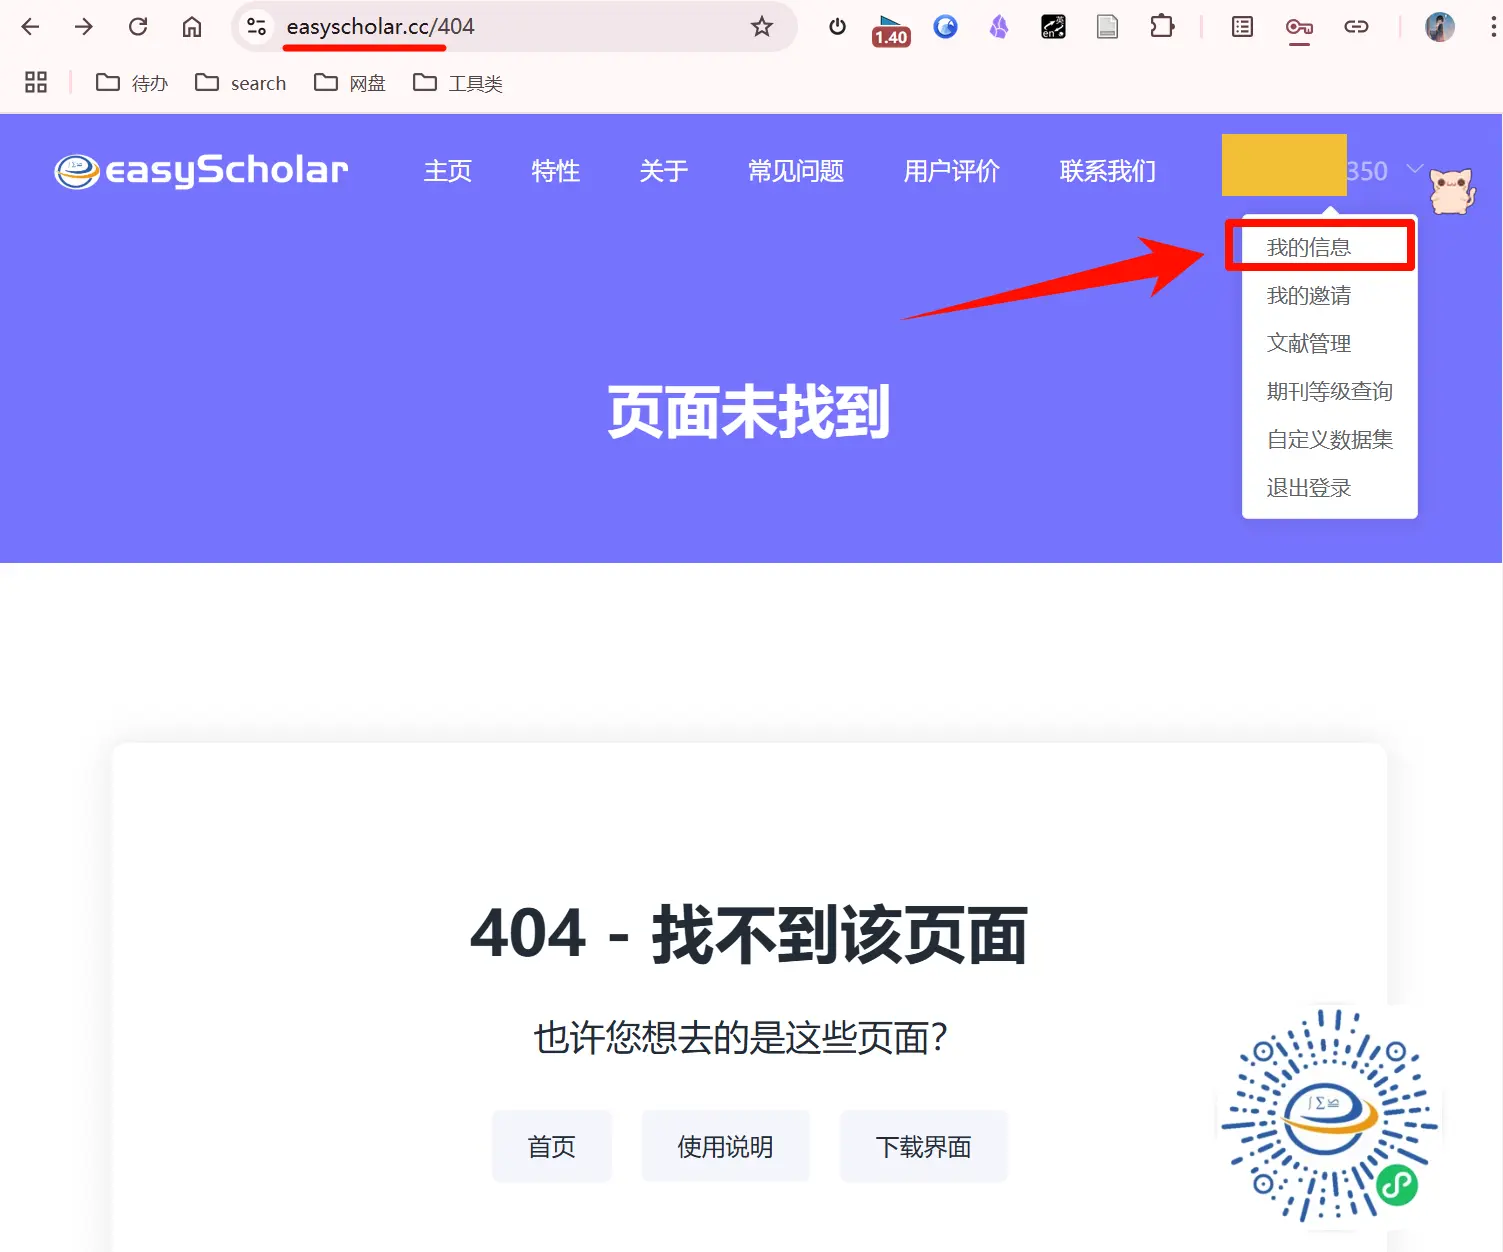 easyscholar.cc/404
1.40
en
英
待办
search
网盘
工具类
easyScholar
主页
特性
关于
常见问题
用户评价
联系我们
350
我的信息
我的邀请
文献管理
期刊等级查询
自定义数据集
退出登录
页面未找到
404 - 找不到该页面
也许您想去的是这些页面?
首页
使用说明
下载界面